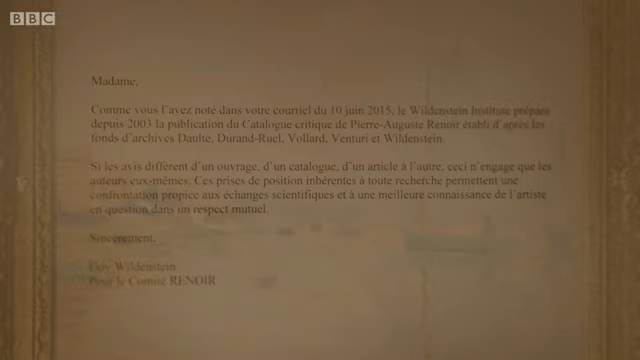 BBC
Madame,
Comme vous l'avez noté dans votre courriel du 10 juin 2015, le Wildenstein Institute prépare
depuis 2003 la publication du Catalogue critique de Pierre-Auguste Renoir établi d'après les
fonds d'archives Daulte, Durand-Ruel, Vollard, Venturi et Wildenstein.
Si les avis diffèrent d'un ouvrage, d'un catalogue, d'un article à l'autre, ceci n'engage que les
auteurs eux-mêmes. Ces prises de position inhérentes à toute recherche permettent une
confrontation propice aux échanges scientifiques et à une meilleure connaissance de l'artiste
en question dans un respect mutuel.
Sincèrement,
Guy Wildenstein
Pour le Comité RENOIR